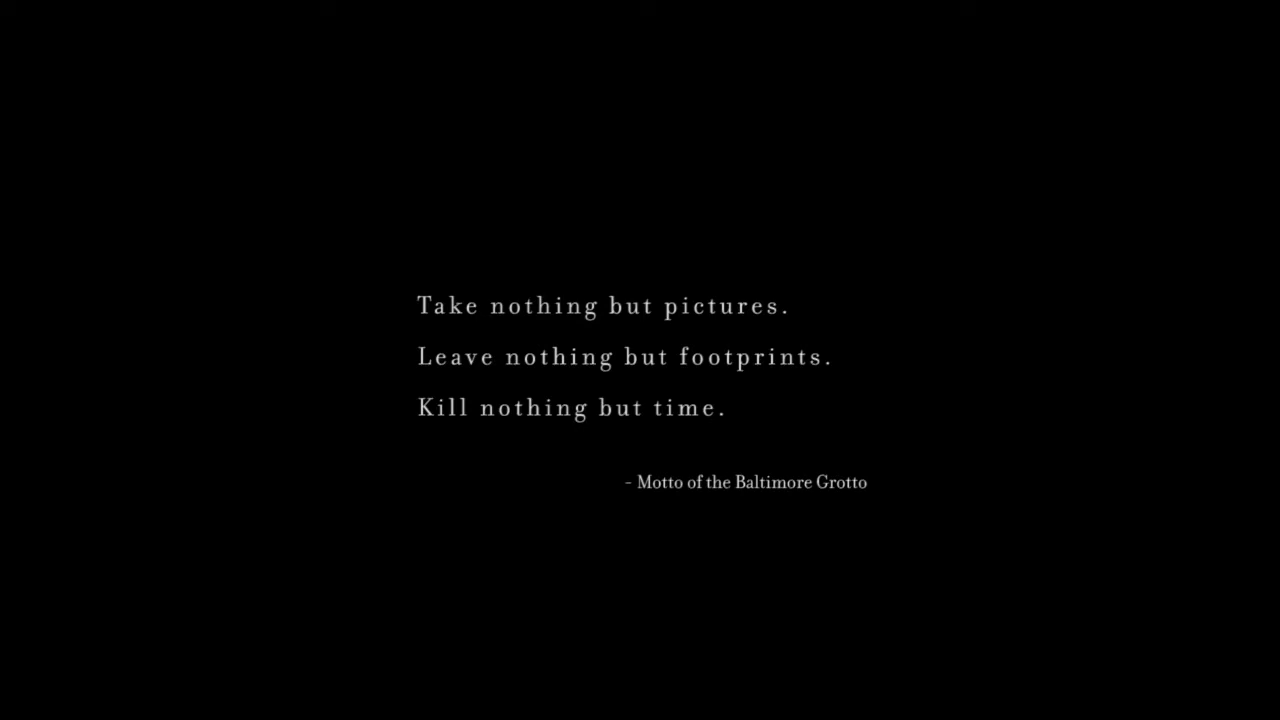 Take nothing but pictures.
Leave nothing but footprints.
Kill nothing but time.
- Motto of the Baltimore Grotto